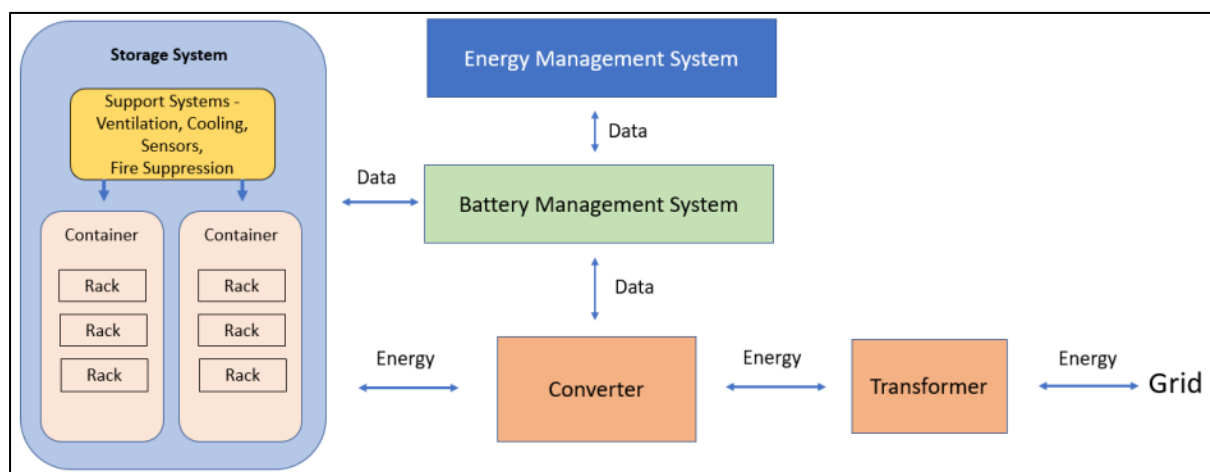 Storage System
Support Systems -
Ventilation, Cooling,
Sensors,
Fire Suppression
Container
Rack
Rack
Rack
Container
Rack
Rack
Rack
Energy Management System
Data
Data
Battery Management System
Data
Energy
Converter
Energy
Transformer
Energy
Grid